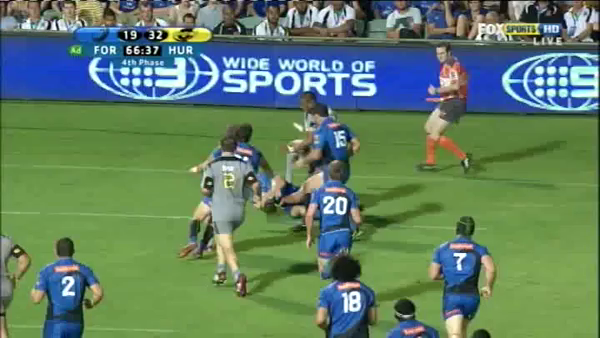 19 32
FOR 66:37 HUR
4th Phase
FOX SPORTS HD
LIVE
9 WIDE WORLD OF
SPORTS
15
2
20
7
2
18